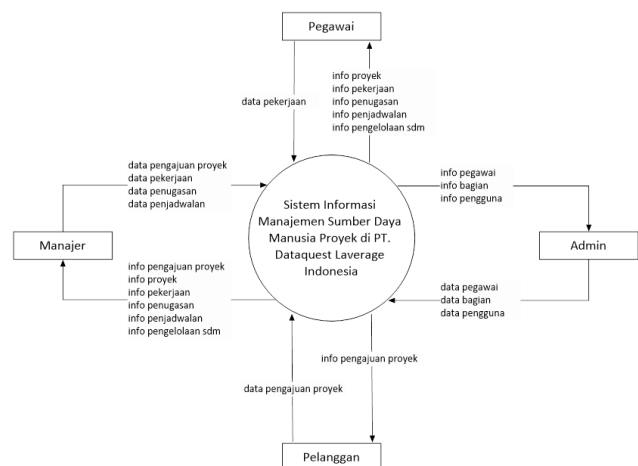 Pegawai
data pekerjaan
info proyek
info pekerjaan
info penugasan
info penjadwalan
info pengelolaan sdm
data pengajuan proyek
data pekerjaan
data penugasan
data penjadwalan
info pegawai
info bagian
info pengguna
Sistem Informasi
Manajemen Sumber Daya
Manusia Proyek di PT.
Dataquest Laverage
Indonesia
Manajer
Admin
info pengajuan proyek
info proyek
info pekerjaan
info penugasan
info penjadwalan
info pengelolaan sdm
data pegawai
data bagian
data pengguna
info pengajuan proyek
data pengajuan proyek
Pelanggan